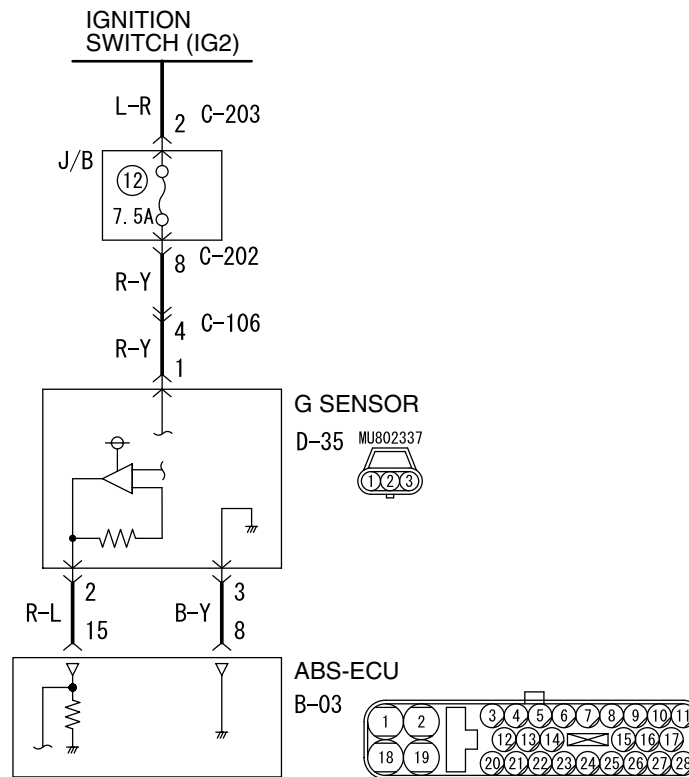 IGNITION
SWITCH (IG2)
L-R
2
C-203
J/B
12
7.5A
8
C-202
R-Y
4
C-106
R-Y
1
G SENSOR
D-35
MU802337
1 2 3
2
3
R-L
B-Y
15
8
ABS-ECU
B-03
1 2
3 4 5 6 7 8 9 10 11
12 13 14 15 16 17
18 19
20 21 22 23 24 25 26 27 28